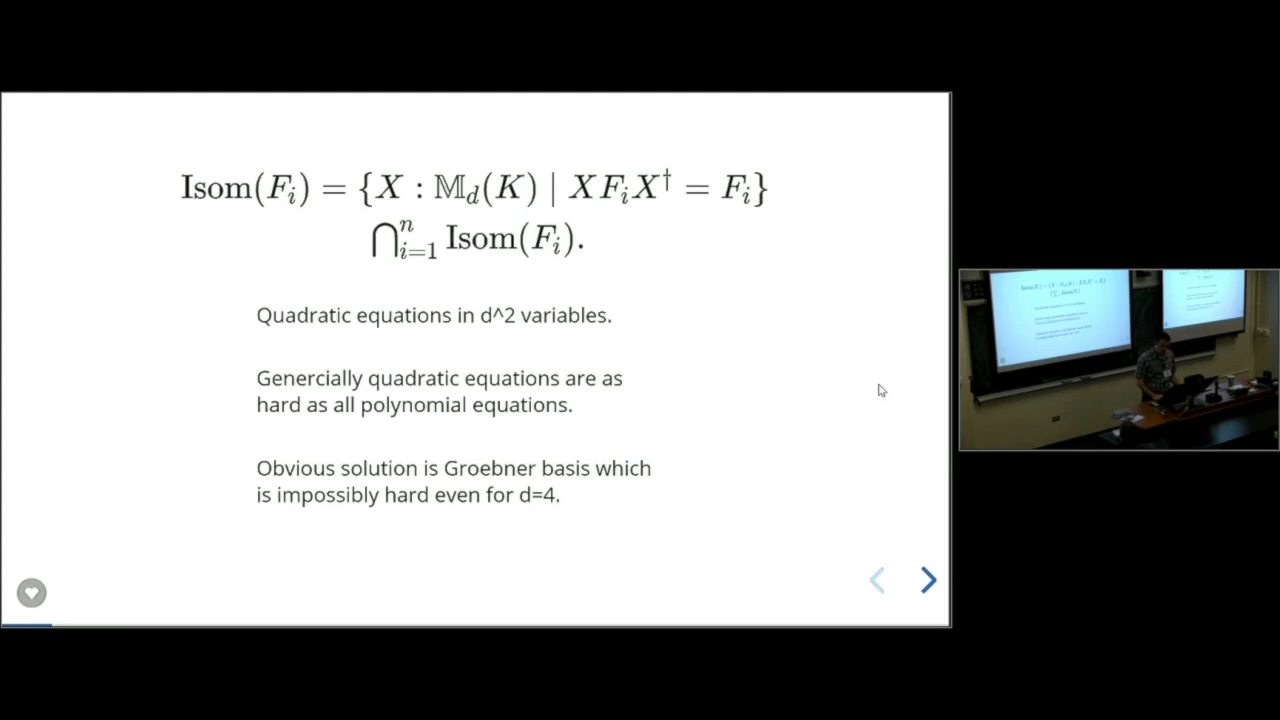 Isom(F_i) = {X : 𝕄_d(K) | XF_iX^† = F_i}
⋂_{i=1}^n Isom(F_i).
Quadratic equations in d^2 variables.
Genercially quadratic equations are as
hard as all polynomial equations.
Obvious solution is Groebner basis which
is impossibly hard even for d=4.